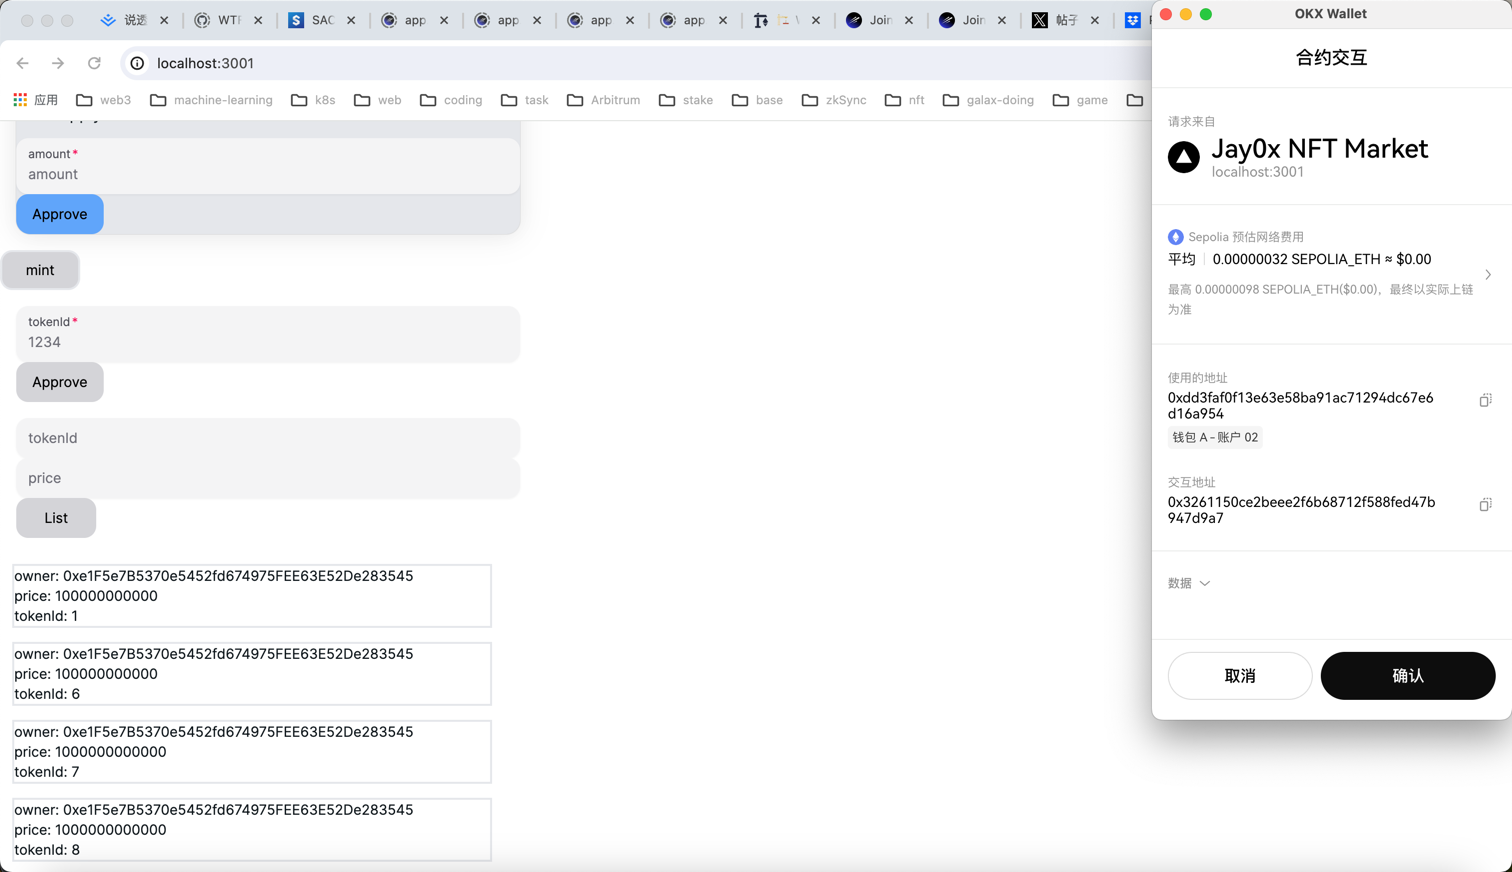 说透
WTF
SAC
app
app
app
app
Join
Join
帖子
localhost:3001
应用
web3
machine-learning
k8s
web
coding
task
Arbitrum
stake
base
zkSync
nft
galax-doing
game
amount*
amount
Approve
mint
tokenId*
1234
Approve
tokenId
price
List
owner: 0xe1F5e7B5370e5452fd674975FEE63E52De283545
price: 100000000000
tokenId: 1
owner: 0xe1F5e7B5370e5452fd674975FEE63E52De283545
price: 100000000000
tokenId: 6
owner: 0xe1F5e7B5370e5452fd674975FEE63E52De283545
price: 1000000000000
tokenId: 7
owner: 0xe1F5e7B5370e5452fd674975FEE63E52De283545
price: 1000000000000
tokenId: 8
OKX Wallet
合约交互
请求来自
Jay0x NFT Market
localhost:3001
Sepolia 预估网络费用
平均 0.00000032 SEPOLIA_ETH ≈ $0.00
最高 0.00000098 SEPOLIA_ETH($0.00)，最终以实际上链
为准
使用的地址
0xdd3faf0f13e63e58ba91ac71294dc67e6
d16a954
钱包 A - 账户 02
交互地址
0x3261150ce2beee2f6b68712f588fed47b
947d9a7
数据
取消
确认